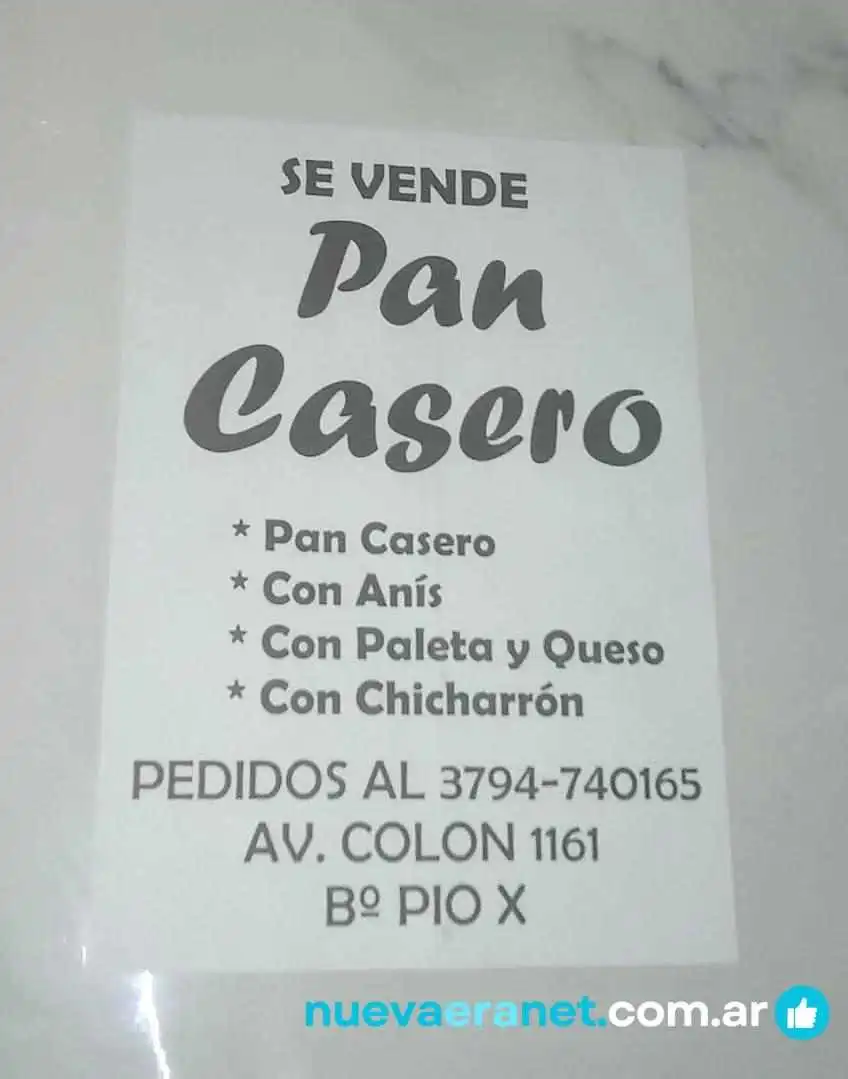 SE VENDE
Pan
Casero
* Pan Casero
* Con Anís
* Con Paleta y Queso
* Con Chicharrón
PEDIDOS AL 3794-740165
AV. COLON 1161
Bº PIO X
nuevaeranet.com.ar